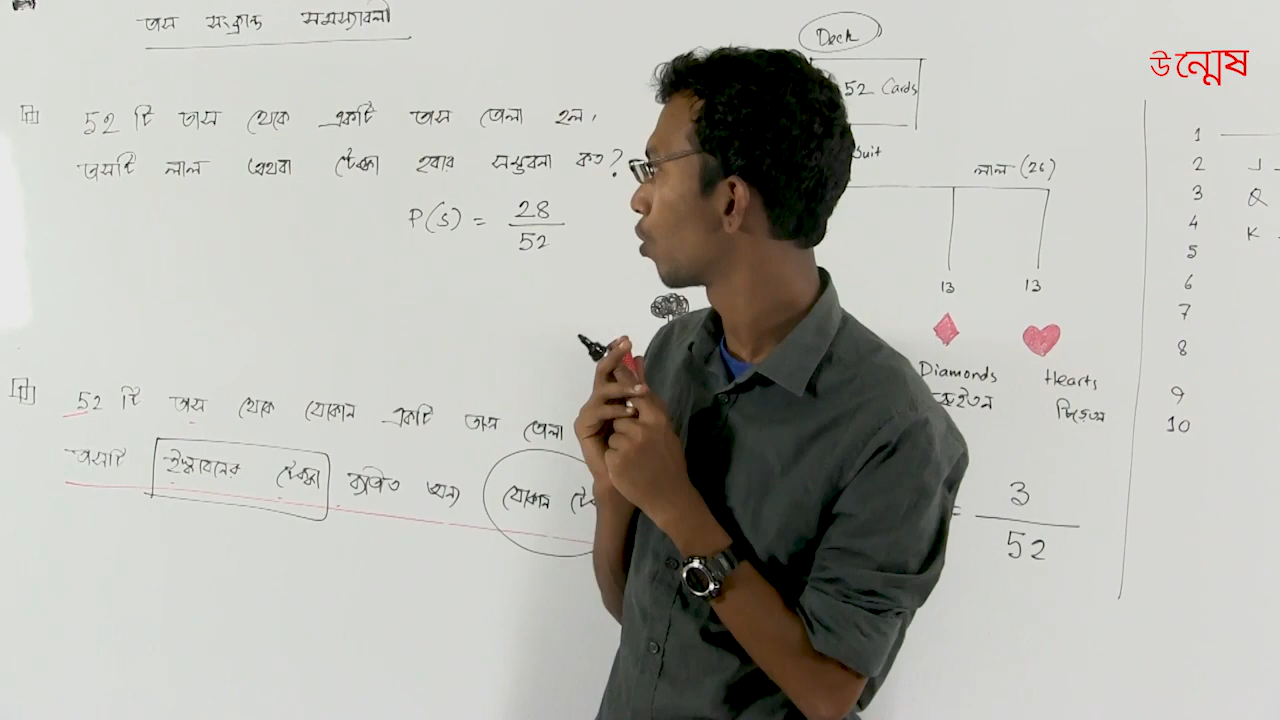 তাস সংক্রান্ত সমস্যাবলী
52 টি তাস থেকে একটি তাস তোলা হল,
তাসটি লাল অথবা টেক্কা হবার সম্ভবনা কত?
P(S) = 28
52
52 টি তাস থেকে যেকোন একটি তাস তোলা
তাসটি ইস্কাবনের টেক্কা ব্যতিত অন্য যেকোন
Deck
52 Cards
Suit
লাল (26)
13 13
Diamonds
রুইতন
Hearts
= 3
52
উন্মেষ
1
2 J
3 Q
4 K
5
6
7
8
9
10